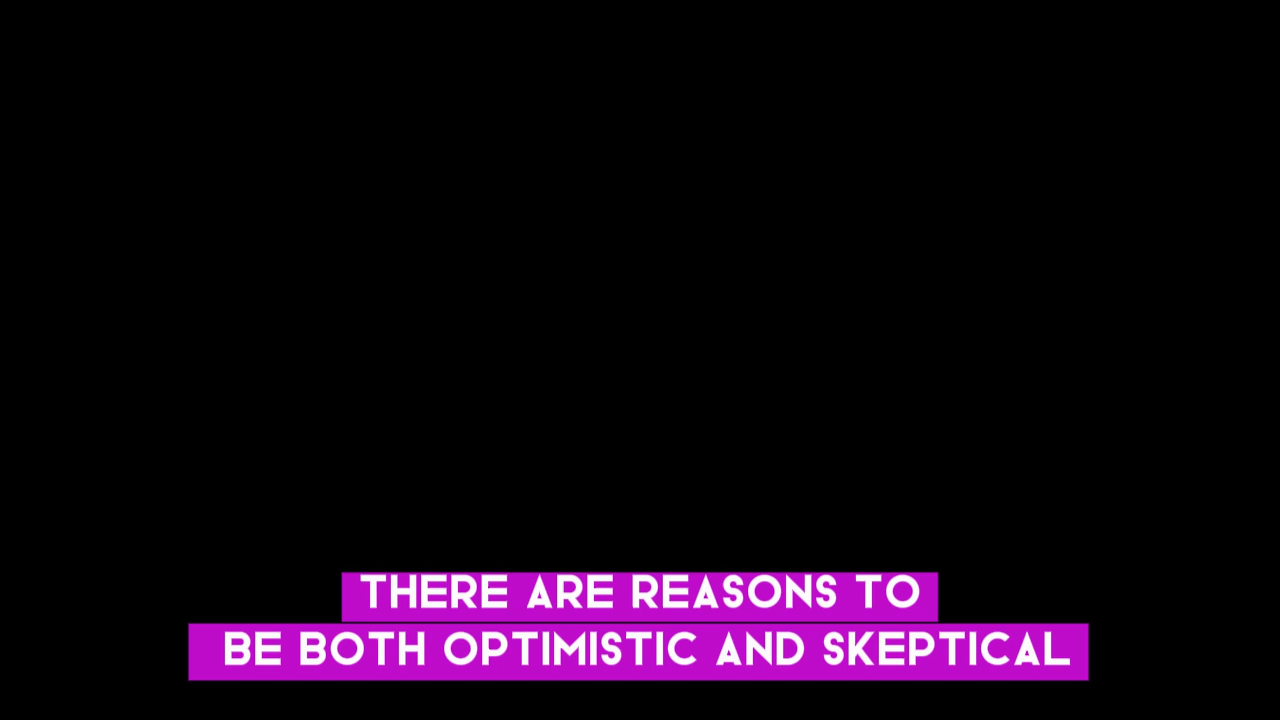 THERE ARE REASONS TO
BE BOTH OPTIMISTIC AND SKEPTICAL